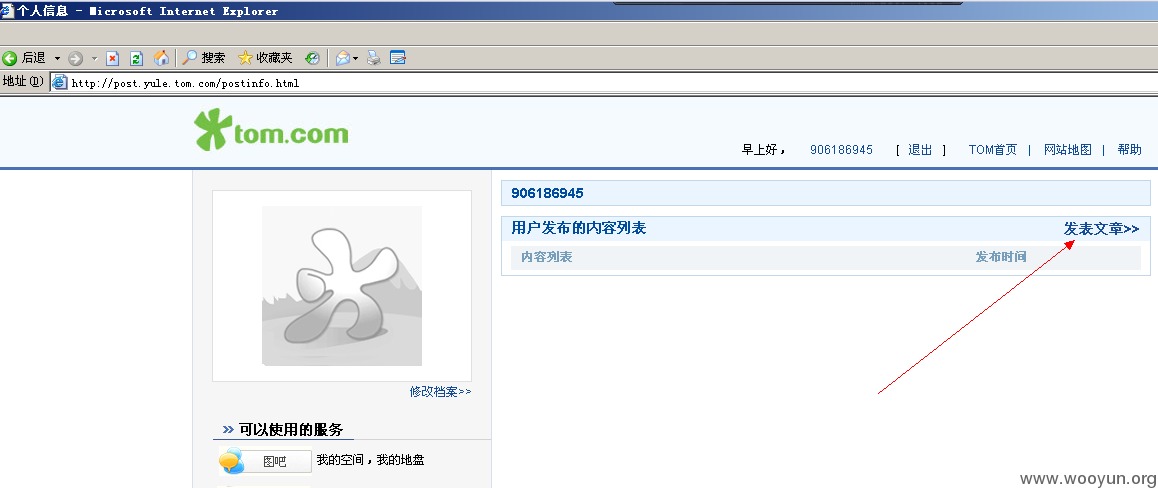 个人信息 - Microsoft Internet Explorer
后退 搜索 收藏夹
地址(D) http://post.yule.tom.com/postinfo.html
tom.com
早上好， 906186945 [ 退出 ] TOM首页 | 网站地图 | 帮助
906186945
用户发布的内容列表 发表文章>>
内容列表 发布时间
修改档案>>
>> 可以使用的服务
图吧 我的空间，我的地盘
www.wooyun.org